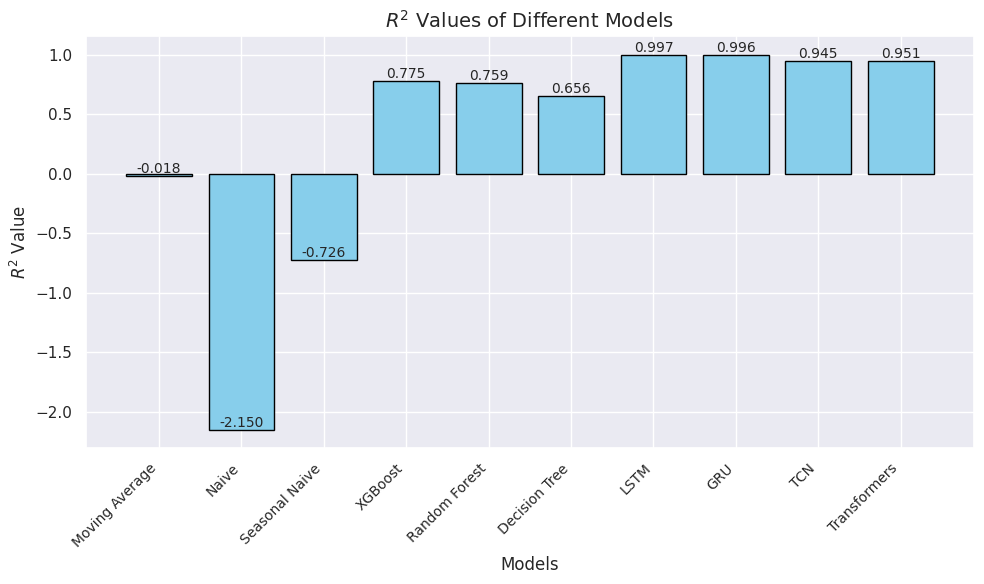 R² Values of Different Models
R² Value
1.0
0.5
0.0
−0.5
−1.0
−1.5
−2.0
-0.018
-2.150
-0.726
0.775
0.759
0.656
0.997
0.996
0.945
0.951
Moving Average
Naive
Seasonal Naive
XGBoost
Random Forest
Decision Tree
LSTM
GRU
TCN
Transformers
Models